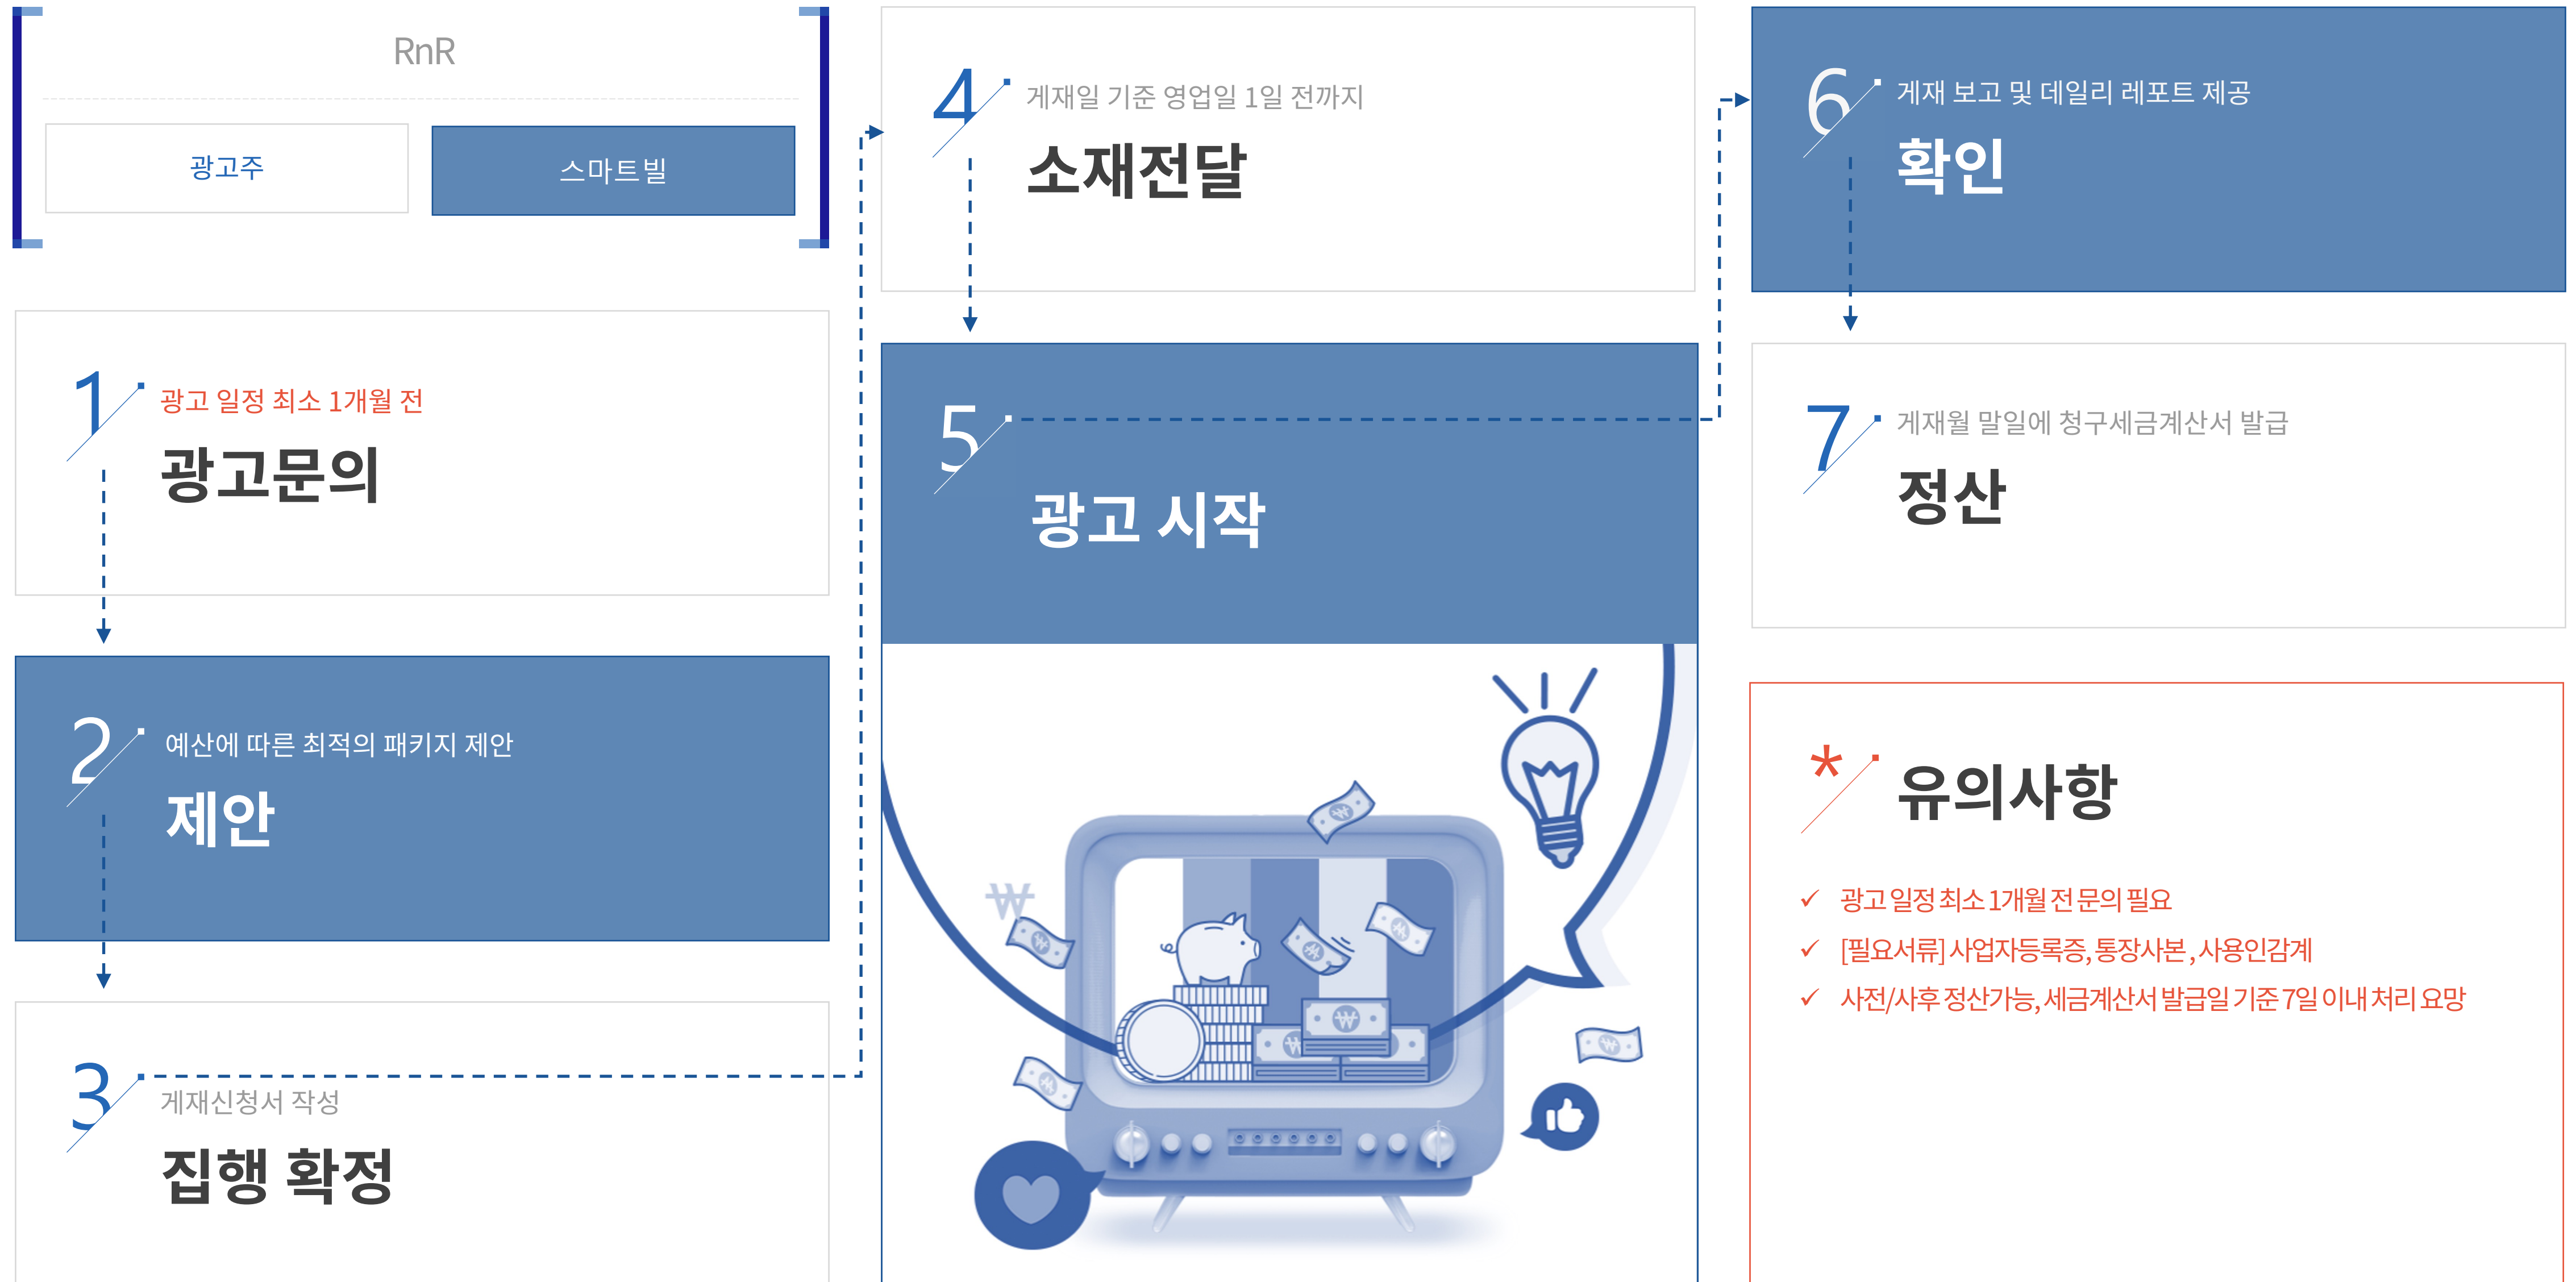 RnR
광고주
스마트빌
1
광고 일정 최소 1개월 전
광고문의
2
예산에 따른 최적의 패키지 제안
제안
3
게재신청서 작성
집행 확정
4
게재일 기준 영업일 1일 전까지
소재전달
5
광고 시작
₩
₩
₩
₩
₩
₩
₩
₩
₩
6
게재 보고 및 데일리 레포트 제공
확인
7
게재월 말일에 청구세금계산서 발급
정산
* 유의사항
✓ 광고 일정 최소 1개월 전 문의 필요
✓ [필요서류] 사업자등록증, 통장사본 , 사용인감계
✓ 사전/사후 정산가능, 세금계산서 발급일 기준 7일 이내 처리 요망